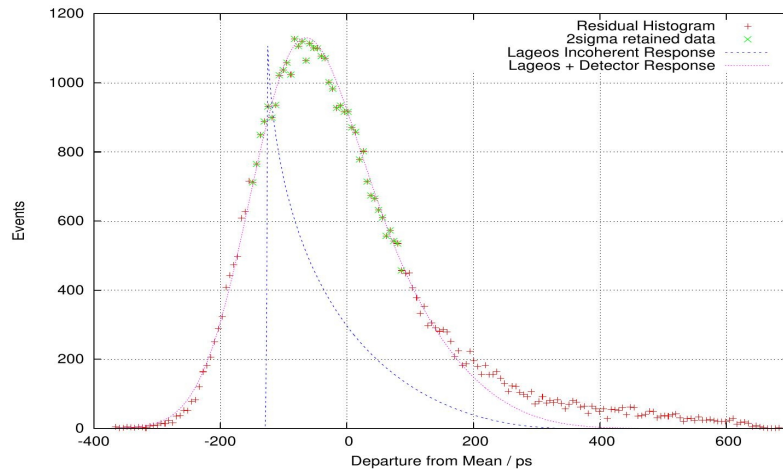 1200
1000
800
600
400
200
0
Events
Residual Histogram
2sigma retained data
Lageos Incoherent Response
Lageos + Detector Response
-400
-200
0
200
400
600
Departure from Mean / ps